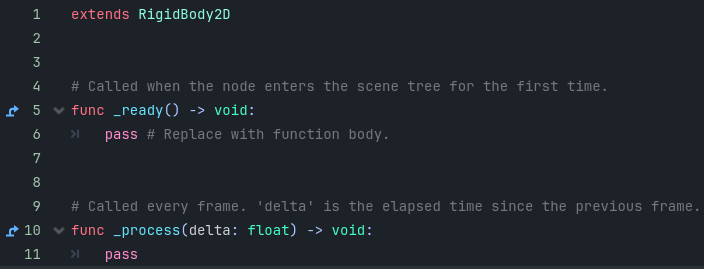 1 extends RigidBody2D
2
3
4 # Called when the node enters the scene tree for the first time.
5 func _ready() -> void:
6 pass # Replace with function body.
7
8
9 # Called every frame. 'delta' is the elapsed time since the previous frame.
10 func _process(delta: float) -> void:
11 pass